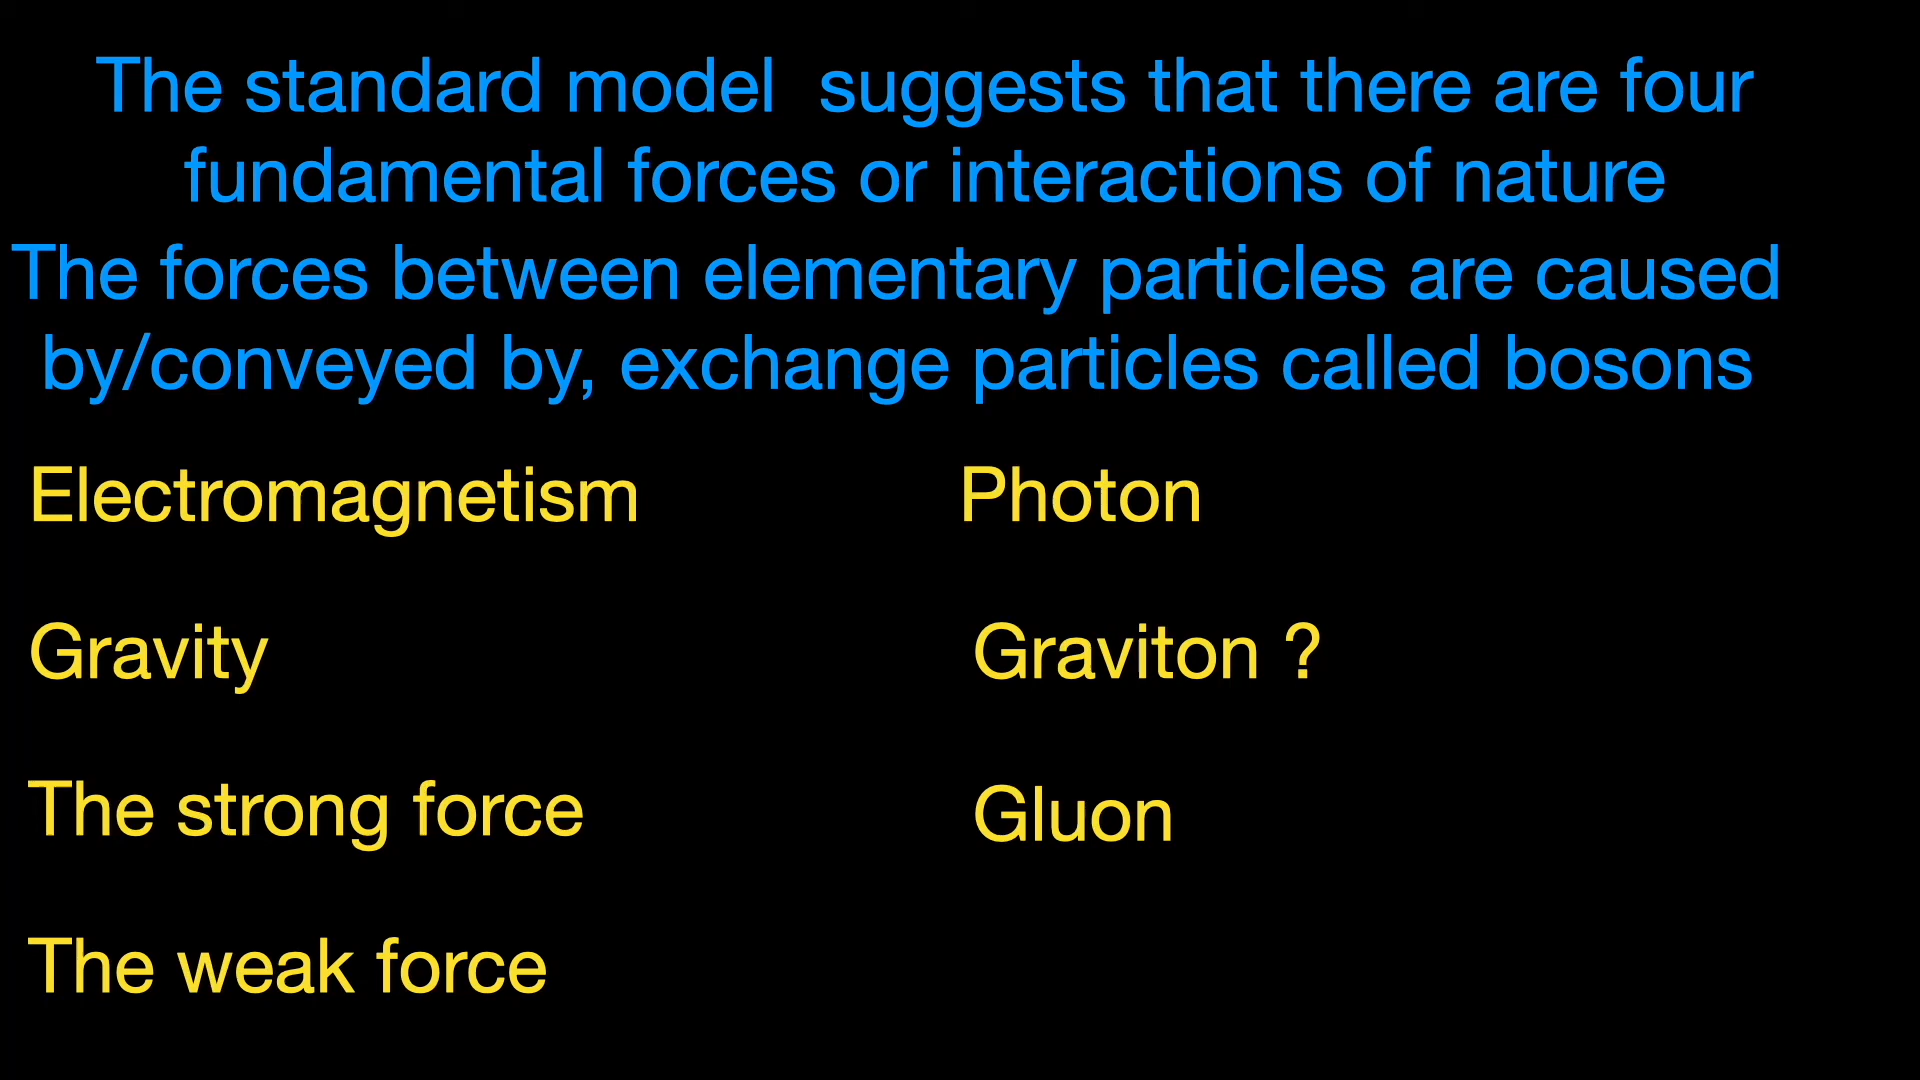 The standard model  suggests that there are four
fundamental forces or interactions of nature
The forces between elementary particles are caused
by/conveyed by, exchange particles called bosons
Electromagnetism Photon
Gravity Graviton ?
The strong force Gluon
The weak force